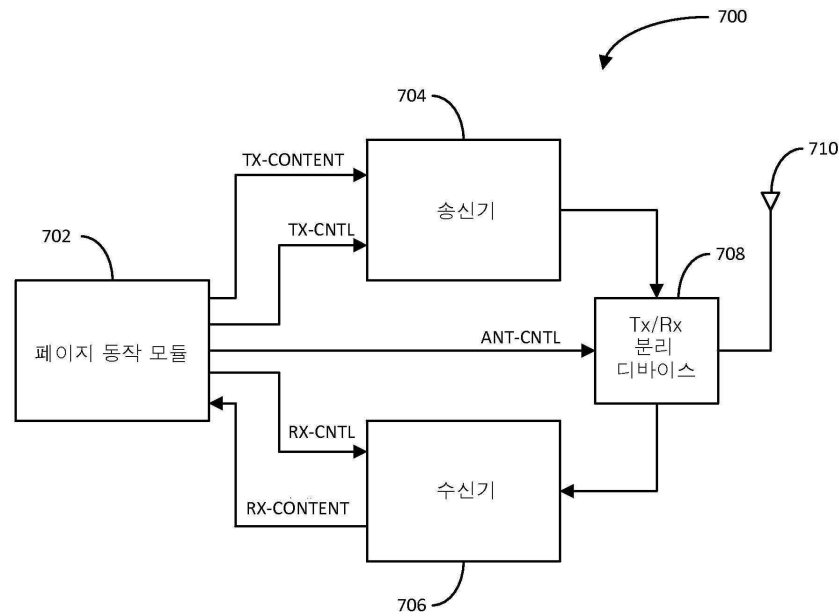 700
704
710
TX-CONTENT
송신기
702
TX-CNTL
708
페이지 동작 모듈
ANT-CNTL
Tx/Rx
분리
디바이스
RX-CNTL
수신기
RX-CONTENT
706